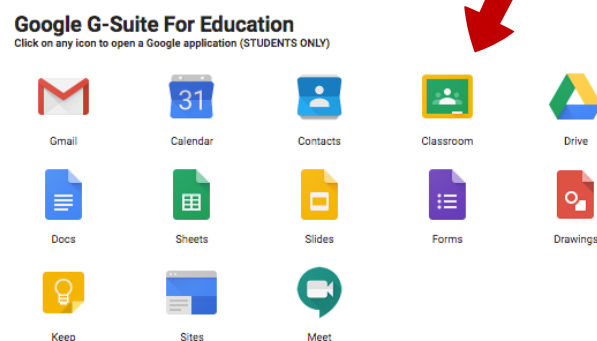 Google G-Suite For Education
Click on any icon to open a Google application (STUDENTS ONLY)
31
Gmail Calendar Contacts Classroom Drive
Docs Sheets Slides Forms Drawings
Keep Sites Meet